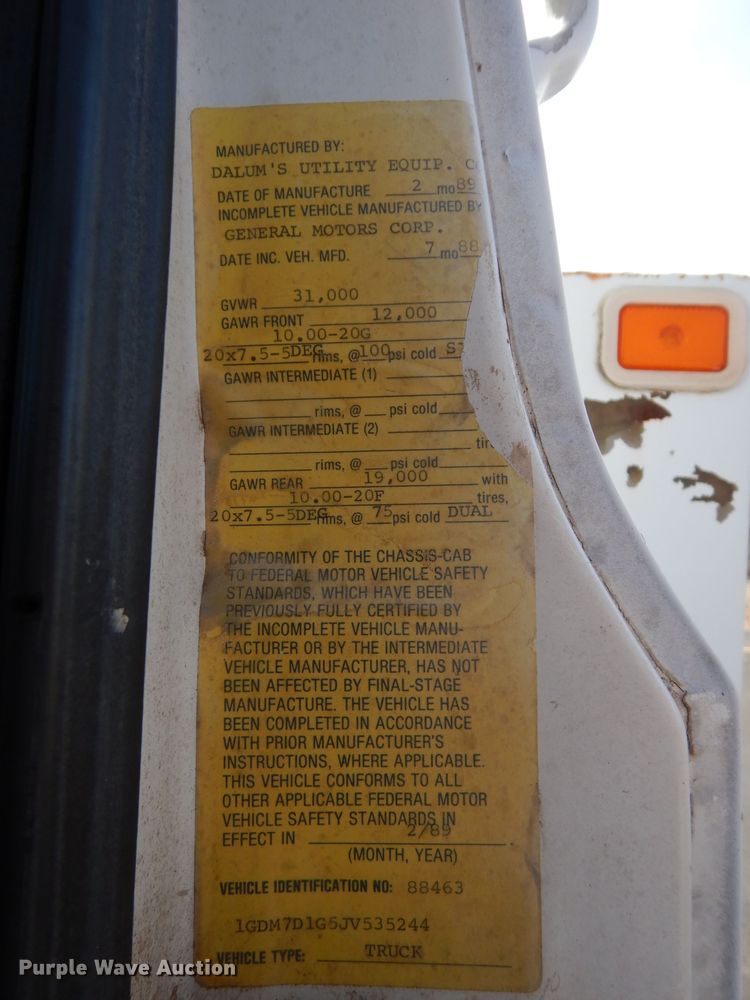 MANUFACTURED BY:
DALUM'S UTILITY EQUIP.
DATE OF MANUFACTURE 2 mo 89
INCOMPLETE VEHICLE MANUFACTURED BY
GENERAL MOTORS CORP.
DATE INC. VEH. MFD. 7 mo 88
GVWR 31,000
GAWR FRONT 12,000
10.00-20G
20x7.5-5DEG rims, @ 100 psi cold
GAWR INTERMEDIATE (1)
rims, @ psi cold
GAWR INTERMEDIATE (2)
rims, @ psi cold
GAWR REAR 19,000 with
10.00-20F tires,
20x7.5-5DEG rims, @ 75 psi cold DUAL
CONFORMITY OF THE CHASSIS-CAB
TO FEDERAL MOTOR VEHICLE SAFETY
STANDARDS, WHICH HAVE BEEN
PREVIOUSLY FULLY CERTIFIED BY
THE INCOMPLETE VEHICLE MANU-
FACTURER OR BY THE INTERMEDIATE
VEHICLE MANUFACTURER, HAS NOT
BEEN AFFECTED BY FINAL-STAGE
MANUFACTURE. THE VEHICLE HAS
BEEN COMPLETED IN ACCORDANCE
WITH PRIOR MANUFACTURER'S
INSTRUCTIONS, WHERE APPLICABLE.
THIS VEHICLE CONFORMS TO ALL
OTHER APPLICABLE FEDERAL MOTOR
VEHICLE SAFETY STANDARDS IN
EFFECT IN 2/89
(MONTH, YEAR)
VEHICLE IDENTIFICATION NO: 88463
1GDM7D1G5JV535244
VEHICLE TYPE: TRUCK
Purple Wave Auction